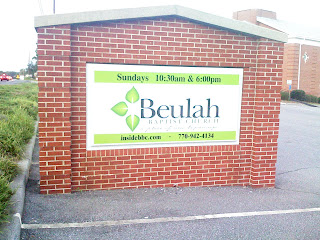 Sundays 10:30am & 6:00pm
Beulah
BAPTIST CHURCH
insidebbc.com - 770-942-4134